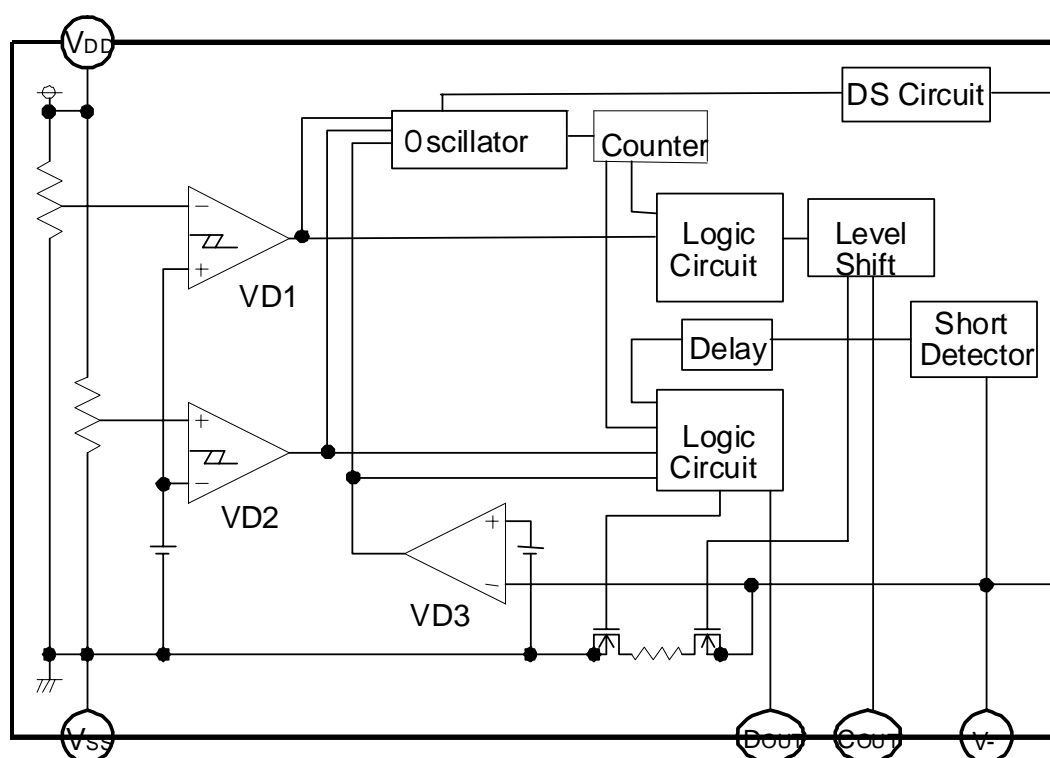 VDD
DS Circuit
Oscillator
Counter
Logic
Circuit
Level
Shift
−
+
VD1
Short
Detector
Delay
Logic
Circuit
+
−
VD2
+
−
VD3
VSS
DOUT
COUT
V-